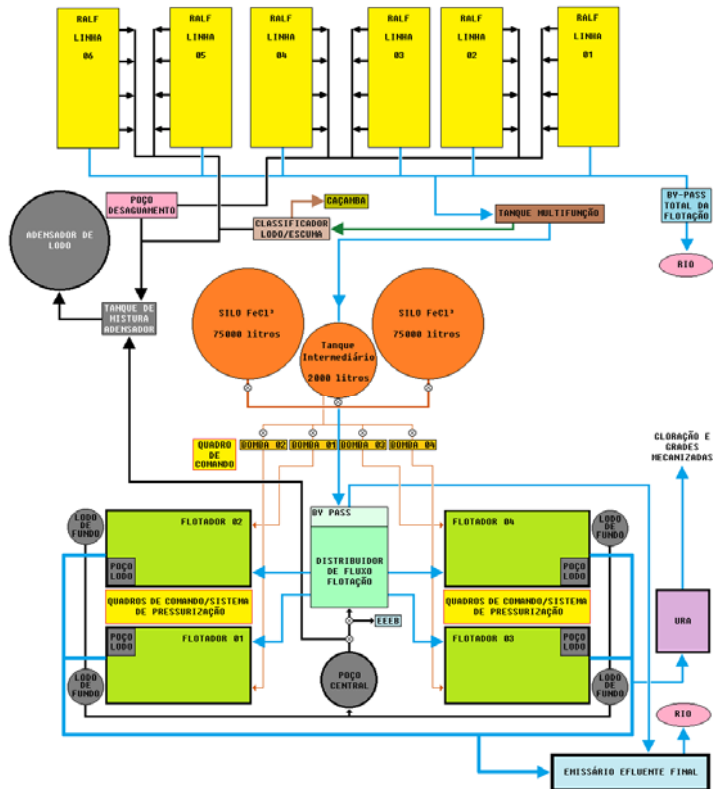 RALF
LINHA
06
RALF
LINHA
05
RALF
LINHA
04
RALF
LINHA
03
RALF
LINHA
02
RALF
LINHA
01
POÇO
DESAGUAMENTO
CAÇAMBA
CLASSIFICADOR
LODO/ESCUMA
TANQUE MULTIFUNÇÃO
BY-PASS
TOTAL DA
FLOTAÇÃO
RIO
ADENSADOR DE
LODO
TANQUE DE
MISTURA
ADENSADOR
SILO FeCl³
75000 litros
Tanque
Intermediário
2000 litros
SILO FeCl³
75000 litros
QUADRO
DE
COMANDO
BOMBA 02
BOMBA 01
BOMBA 03
BOMBA 04
CLORAÇÃO E
GRADES
MECANIZADAS
LODO
DE
FUNDO
FLOTADOR 02
POÇO
LODO
BY PASS
DISTRIBUIDOR
DE FLUXO
FLOTAÇÃO
FLOTADOR 04
POÇO
LODO
LODO
DE
FUNDO
QUADROS DE COMANDO/SISTEMA
DE PRESSURIZAÇÃO
QUADROS DE COMANDO/SISTEMA
DE PRESSURIZAÇÃO
POÇO
LODO
FLOTADOR 01
EEEB
FLOTADOR 03
POÇO
LODO
URA
LODO
DE
FUNDO
POÇO
CENTRAL
LODO
DE
FUNDO
RIO
EMISSÁRIO EFLUENTE FINAL